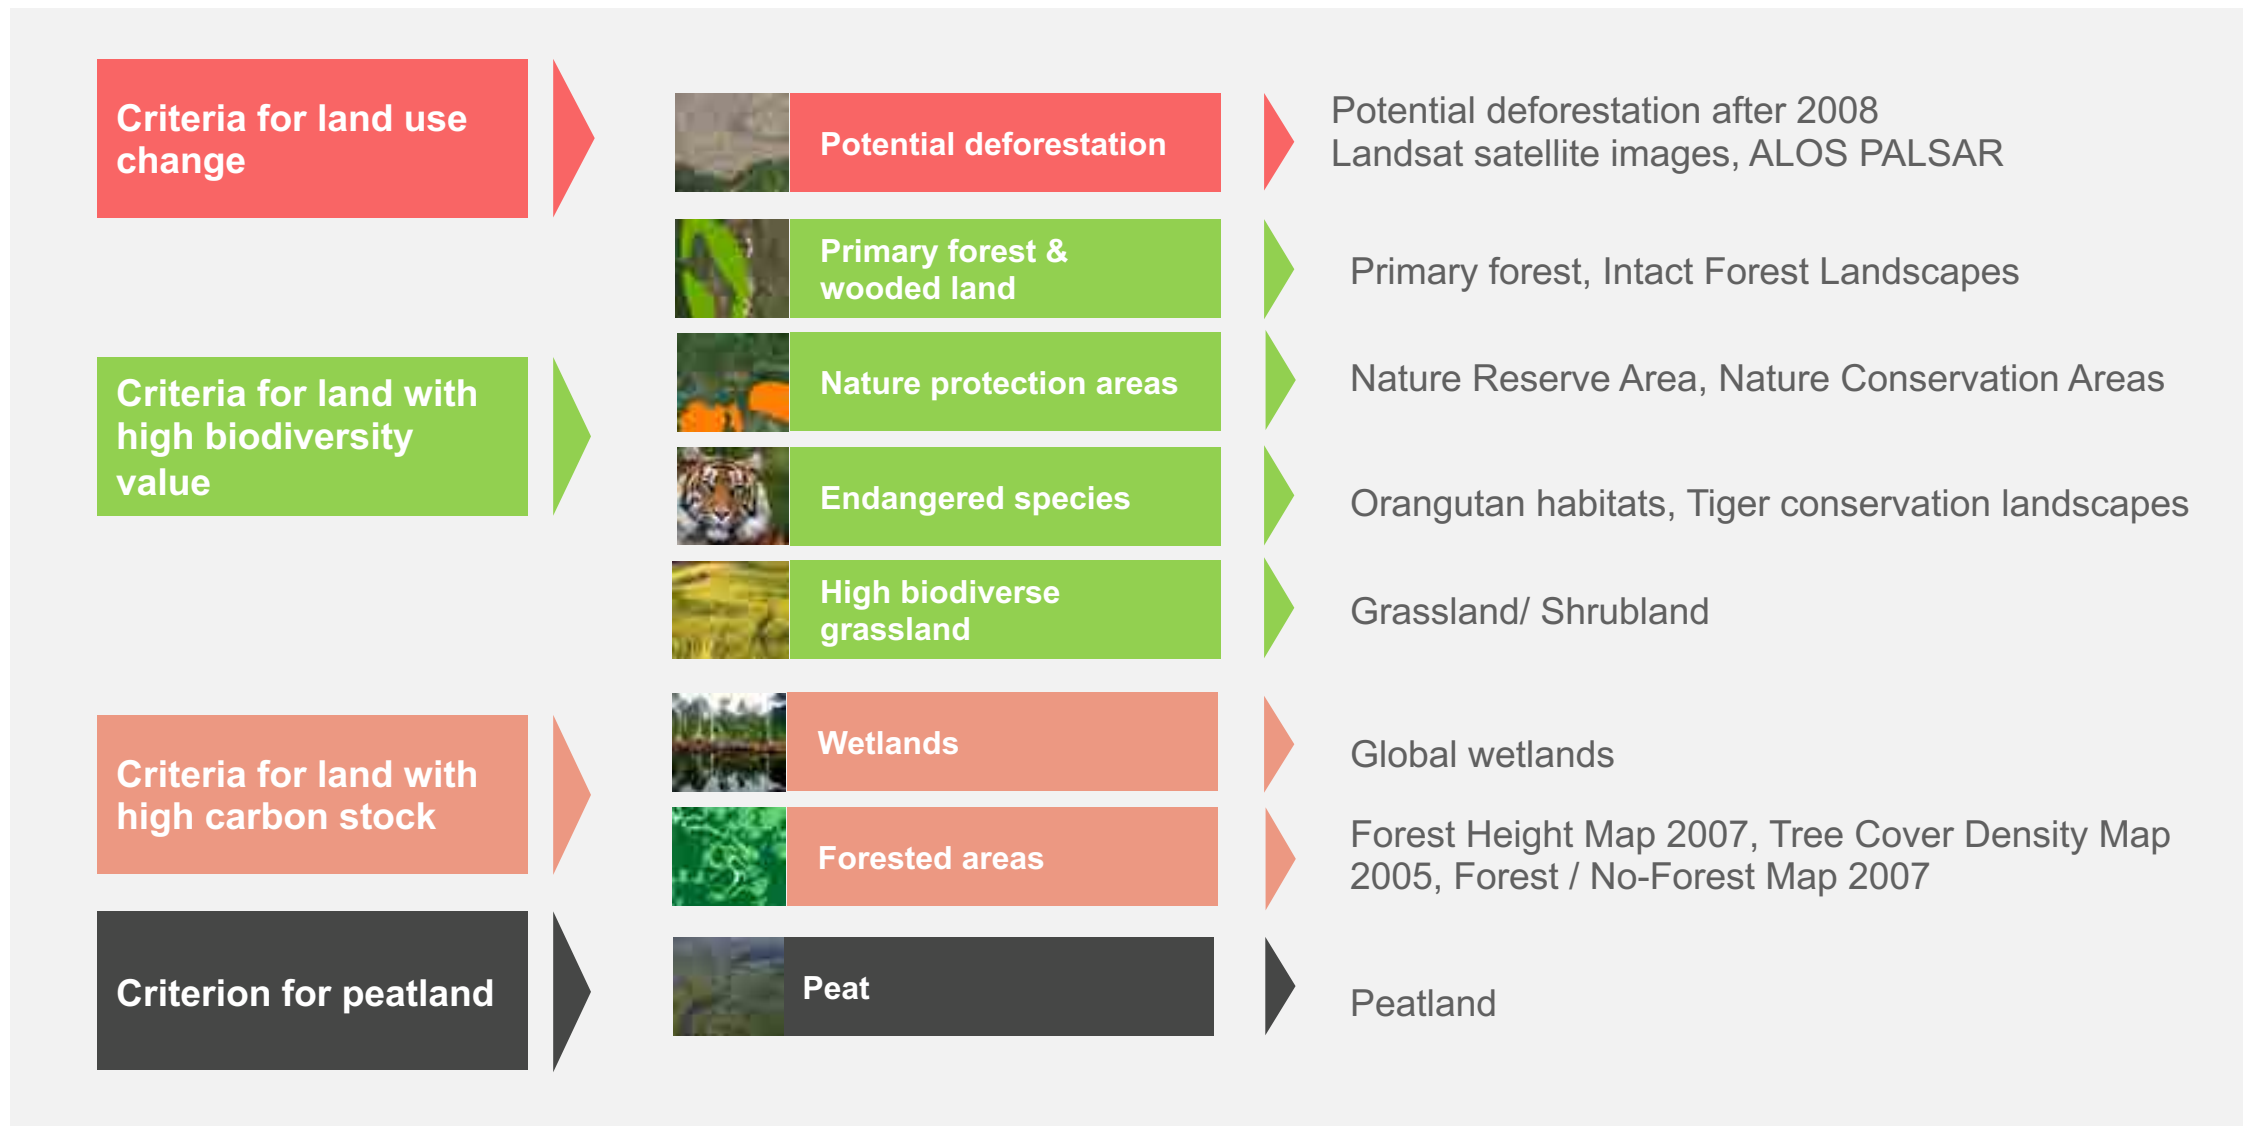 Criteria for land use
change
Potential deforestation
Potential deforestation after 2008
Landsat satellite images, ALOS PALSAR
Criteria for land with
high biodiversity
value
Primary forest &
wooded land
Primary forest, Intact Forest Landscapes
Nature protection areas
Nature Reserve Area, Nature Conservation Areas
Endangered species
Orangutan habitats, Tiger conservation landscapes
High biodiverse
grassland
Grassland/ Shrubland
Criteria for land with
high carbon stock
Wetlands
Global wetlands
Forested areas
Forest Height Map 2007, Tree Cover Density Map
2005, Forest / No-Forest Map 2007
Criterion for peatland
Peat
Peatland